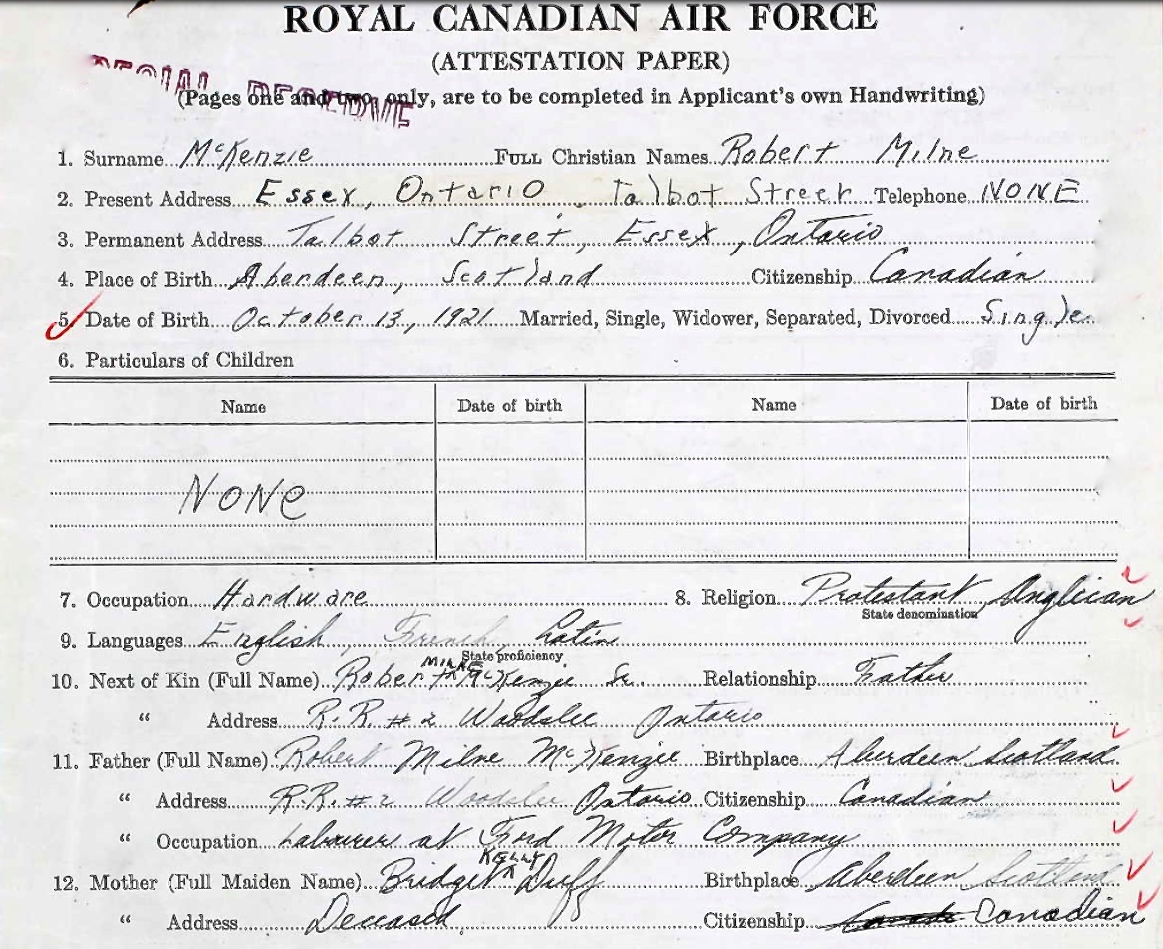 ROYAL CANADIAN AIR FORCE
(ATTESTATION PAPER)
(Pages one and two, only, are to be completed in Applicant's own Handwriting)
1. Surname McKenzie FULL Christian Names Robert Milne
2. Present Address Essex, Ontario Talbot Street Telephone NONE
3. Permanent Address Talbot Street, Essex, Ontario
4. Place of Birth Aberdeen, Scotland Citizenship Canadian
5. Date of Birth October 13, 1921 Married, Single, Widower, Separated, Divorced Single
6. Particulars of Children
Name Date of birth Name Date of birth
NONE
7. Occupation Hardware 8. Religion Protestant Anglican
State denomination
9. Languages English, French, Latin
State proficiency
10. Next of Kin (Full Name) Robert MILNE McKenzie Sr. Relationship Father
" Address R.R. #2 Woodslee Ontario
11. Father (Full Name) Robert Milne McKenzie Birthplace Aberdeen Scotland
" Address R.R. #2 Woodslee Ontario Citizenship Canadian
" Occupation Labourer at Ford Motor Company
12. Mother (Full Maiden Name) Bridget KELLY Duff Birthplace Aberdeen Scotland
" Address Deceased Citizenship Canadian